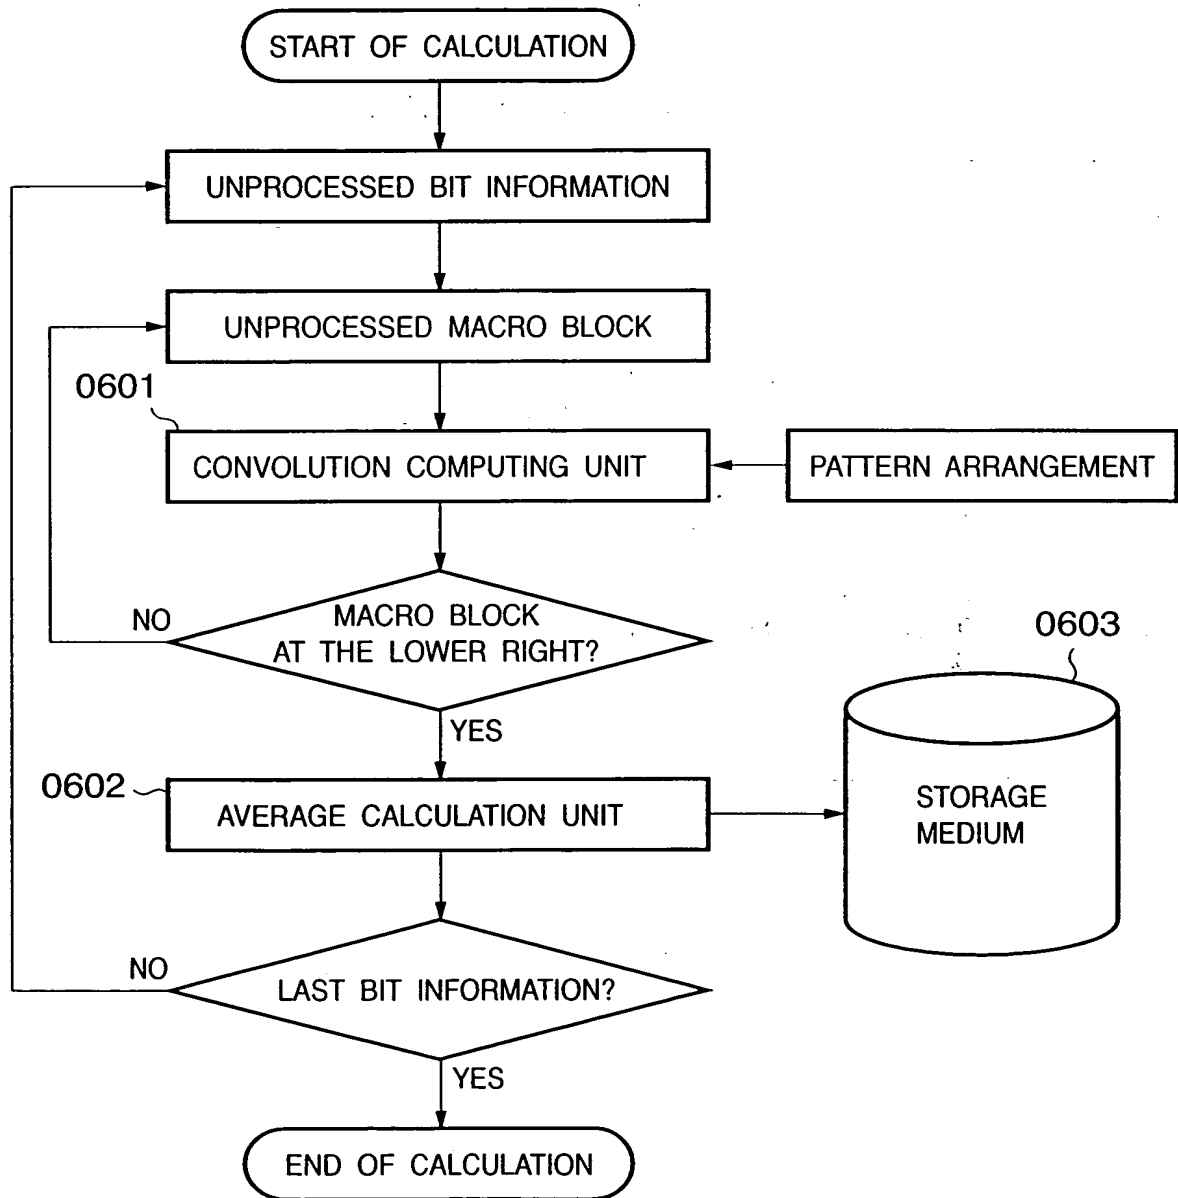 START OF CALCULATION
UNPROCESSED BIT INFORMATION
UNPROCESSED MACRO BLOCK
0601
CONVOLUTION COMPUTING UNIT
PATTERN ARRANGEMENT
NO
MACRO BLOCK
AT THE LOWER RIGHT?
0603
YES
0602
AVERAGE CALCULATION UNIT
STORAGE
MEDIUM
NO
LAST BIT INFORMATION?
YES
END OF CALCULATION